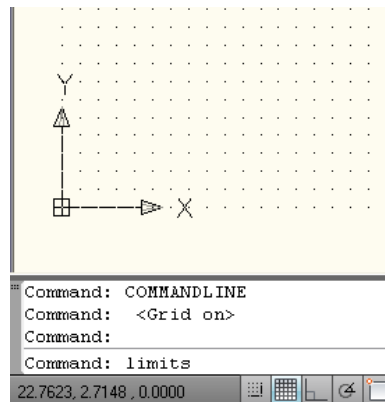 Y
X
Command: COMMANDLINE
Command: <Grid on>
Command:
Command: limits
22.7623, 2.7148 , 0.0000